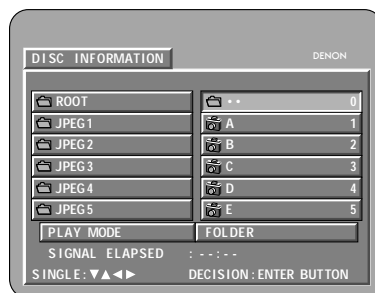 DISC INFORMATION DENON
ROOT ·· 0
JPEG1 A 1
JPEG2 B 2
JPEG3 C 3
JPEG4 D 4
JPEG5 E 5
PLAY MODE FOLDER
SIGNAL ELAPSED : --:--
SINGLE:▼▲◄► DECISION:ENTER BUTTON